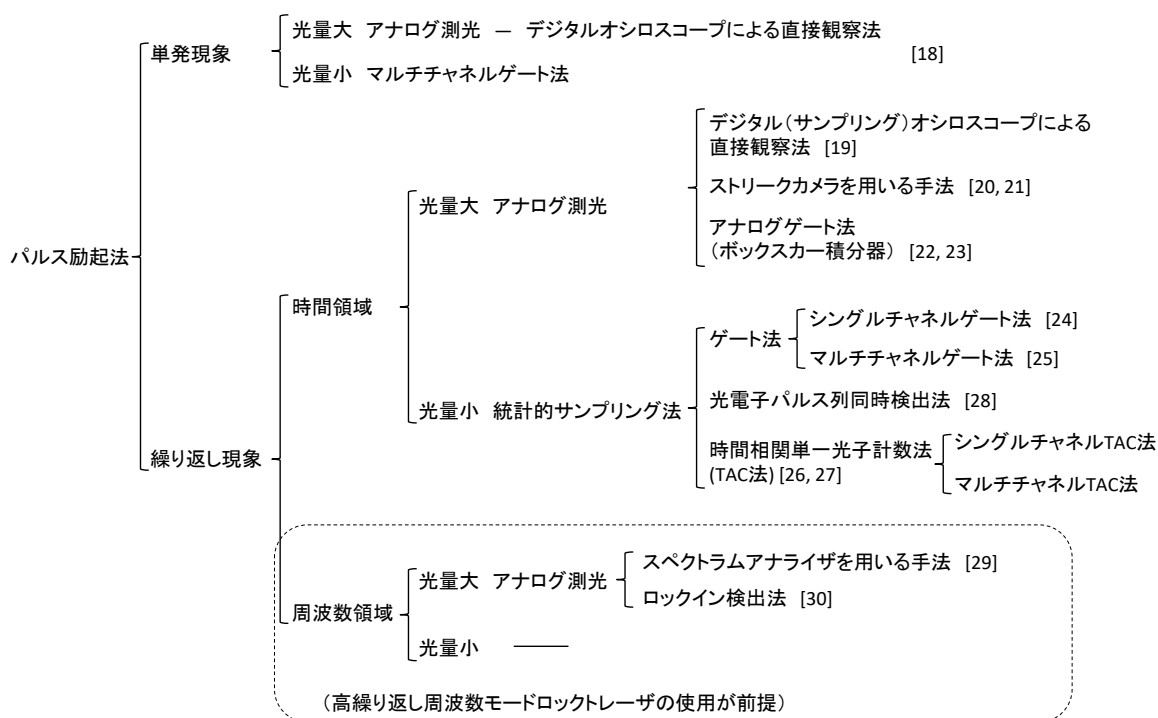 パルス励起法
単発現象
光量大 アナログ測光 ― デジタルオシロスコープによる直接観察法
[18]
光量小 マルチチャネルゲート法
繰り返し現象
時間領域
光量大 アナログ測光
デジタル(サンプリング)オシロスコープによる
直接観察法 [19]
ストリークカメラを用いる手法 [20, 21]
アナログゲート法
(ボックスカー積分器) [22, 23]
光量小 統計的サンプリング法
ゲート法
シングルチャネルゲート法 [24]
マルチチャネルゲート法 [25]
光電子パルス列同時検出法 [28]
時間相関単一光子計数法
(TAC法) [26, 27]
シングルチャネルTAC法
マルチチャネルTAC法
周波数領域
光量大 アナログ測光
スペクトラムアナライザを用いる手法 [29]
ロックイン検出法 [30]
光量小 ―――
(高繰り返し周波数モードロックトレーザの使用が前提)